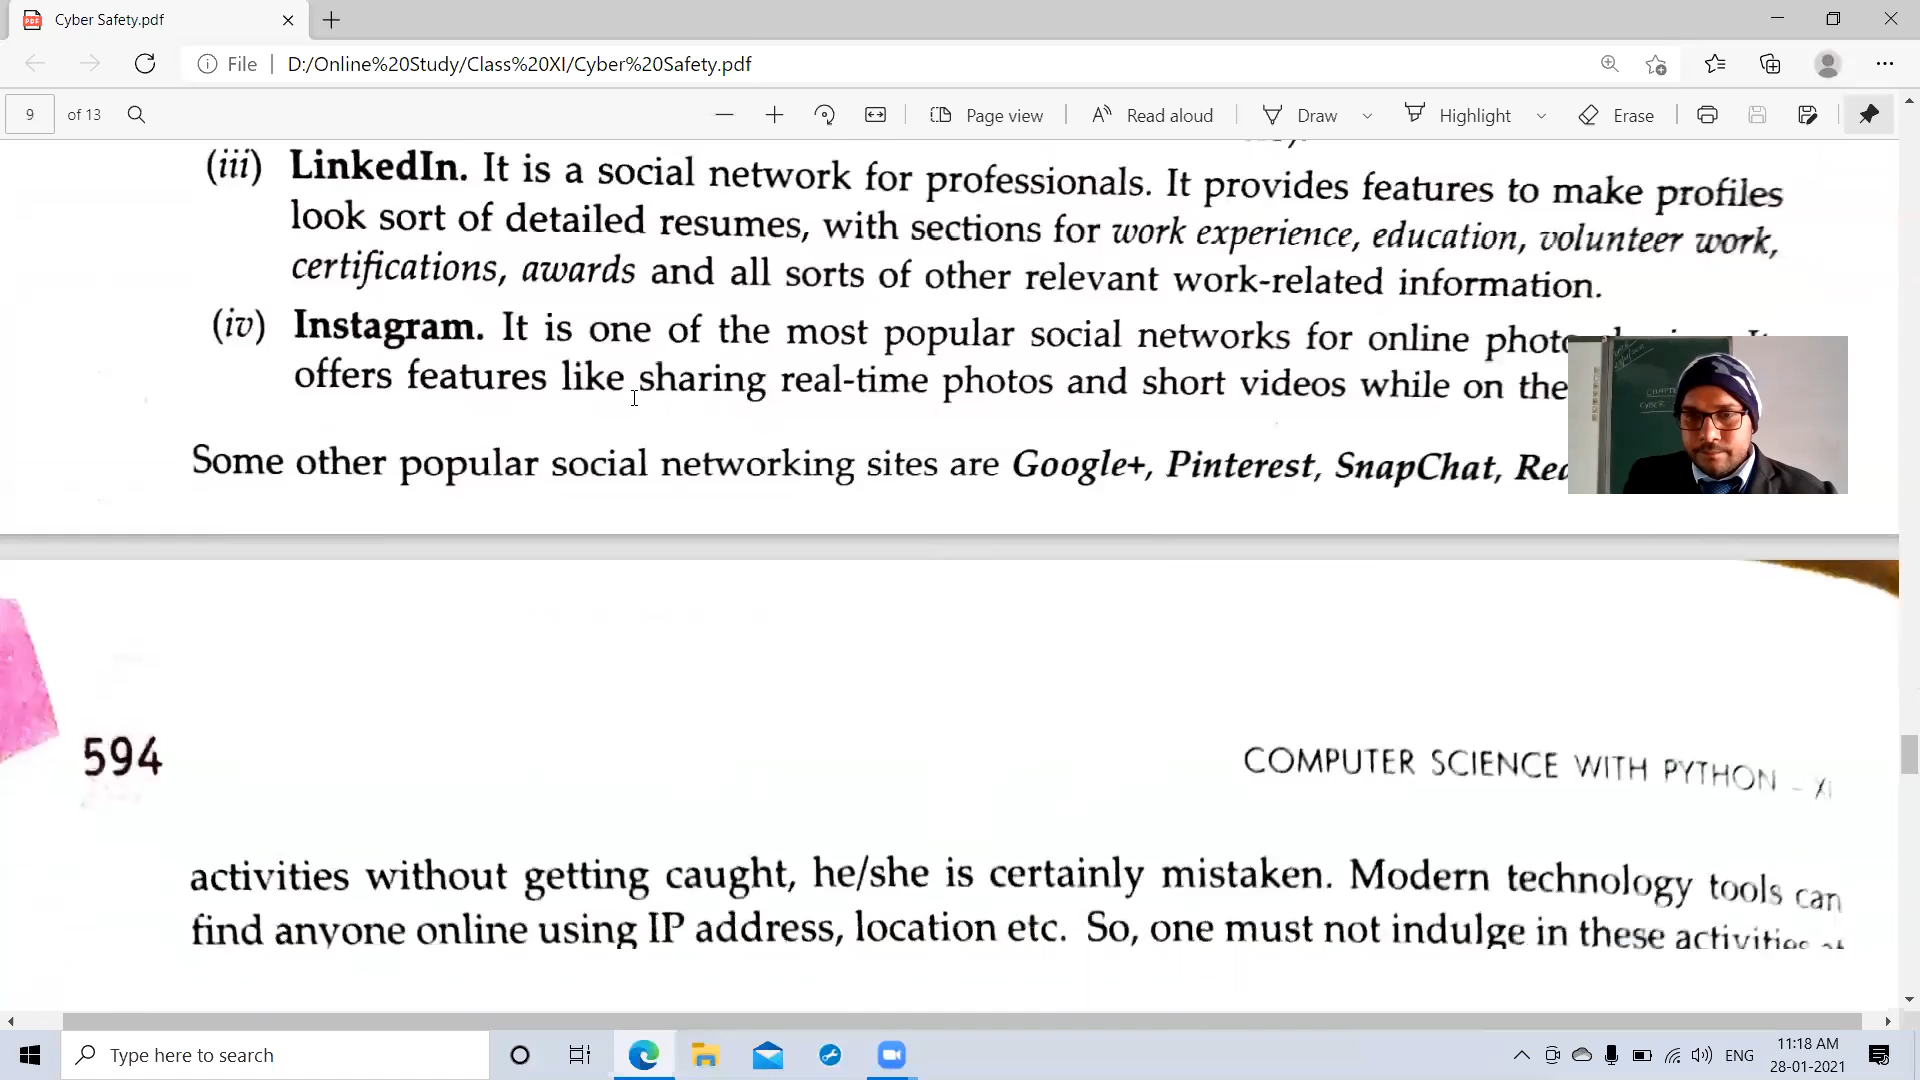 Cyber Safety.pdf
File
D:/Online%20Study/Class%20XI/Cyber%20Safety.pdf
9 of 13
Page view
Read aloud
Draw
Highlight
Erase
(iii) LinkedIn. It is a social network for professionals. It provides features to make profiles
look sort of detailed resumes, with sections for work experience, education, volunteer work,
certifications, awards and all sorts of other relevant work-related information.
(iv) Instagram. It is one of the most popular social networks for online
offers features like sharing real-time photos and short videos while on the
Some other popular social networking sites are Google+, Pinterest, SnapChat,
594
COMPUTER SCIENCE WITH PYTHON – XI
activities without getting caught, he/she is certainly mistaken. Modern technology tools can
find anyone online using IP address, location etc. So, one must not indulge in these activities at
Type here to search
ENG
11:18 AM
28-01-2021